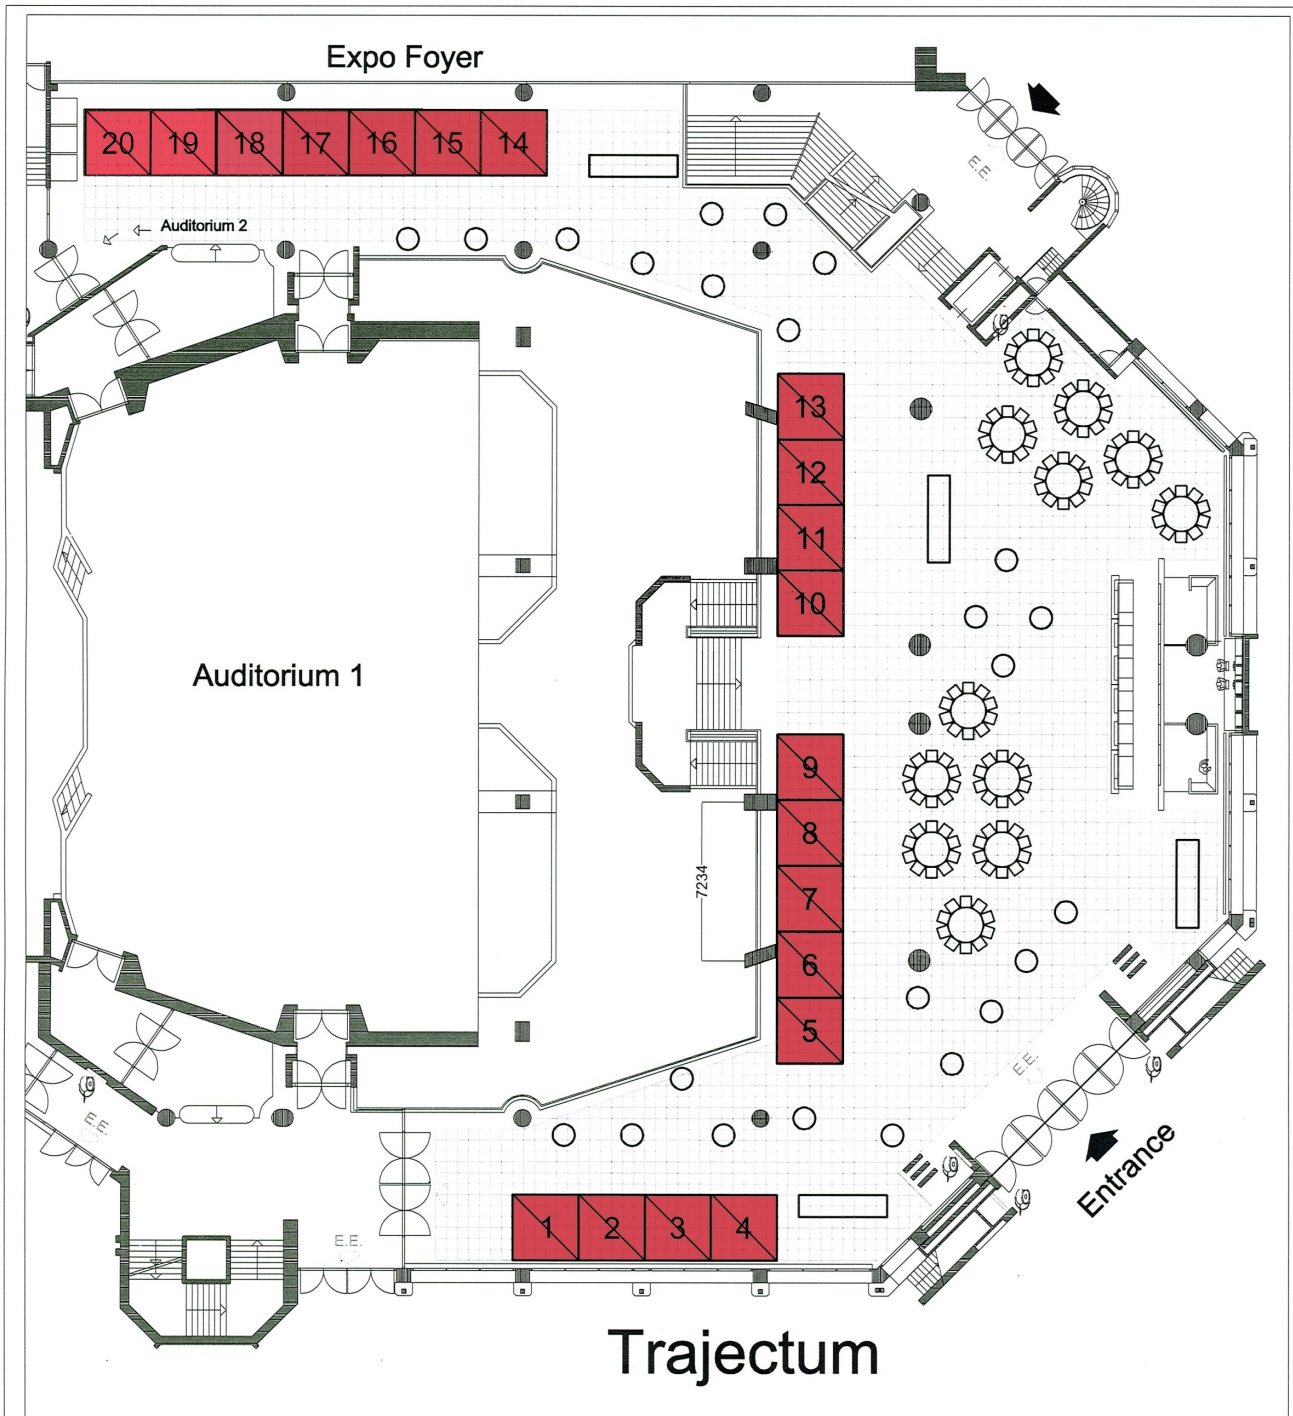 Expo Foyer
20 19 18 17 16 15 14
E.E.
Auditorium 2
13
12
11
10
Auditorium 1
9
8
7
7234
6
5
E.E.
E.E.
Entrance
1 2 3 4
E.E.
Trajectum